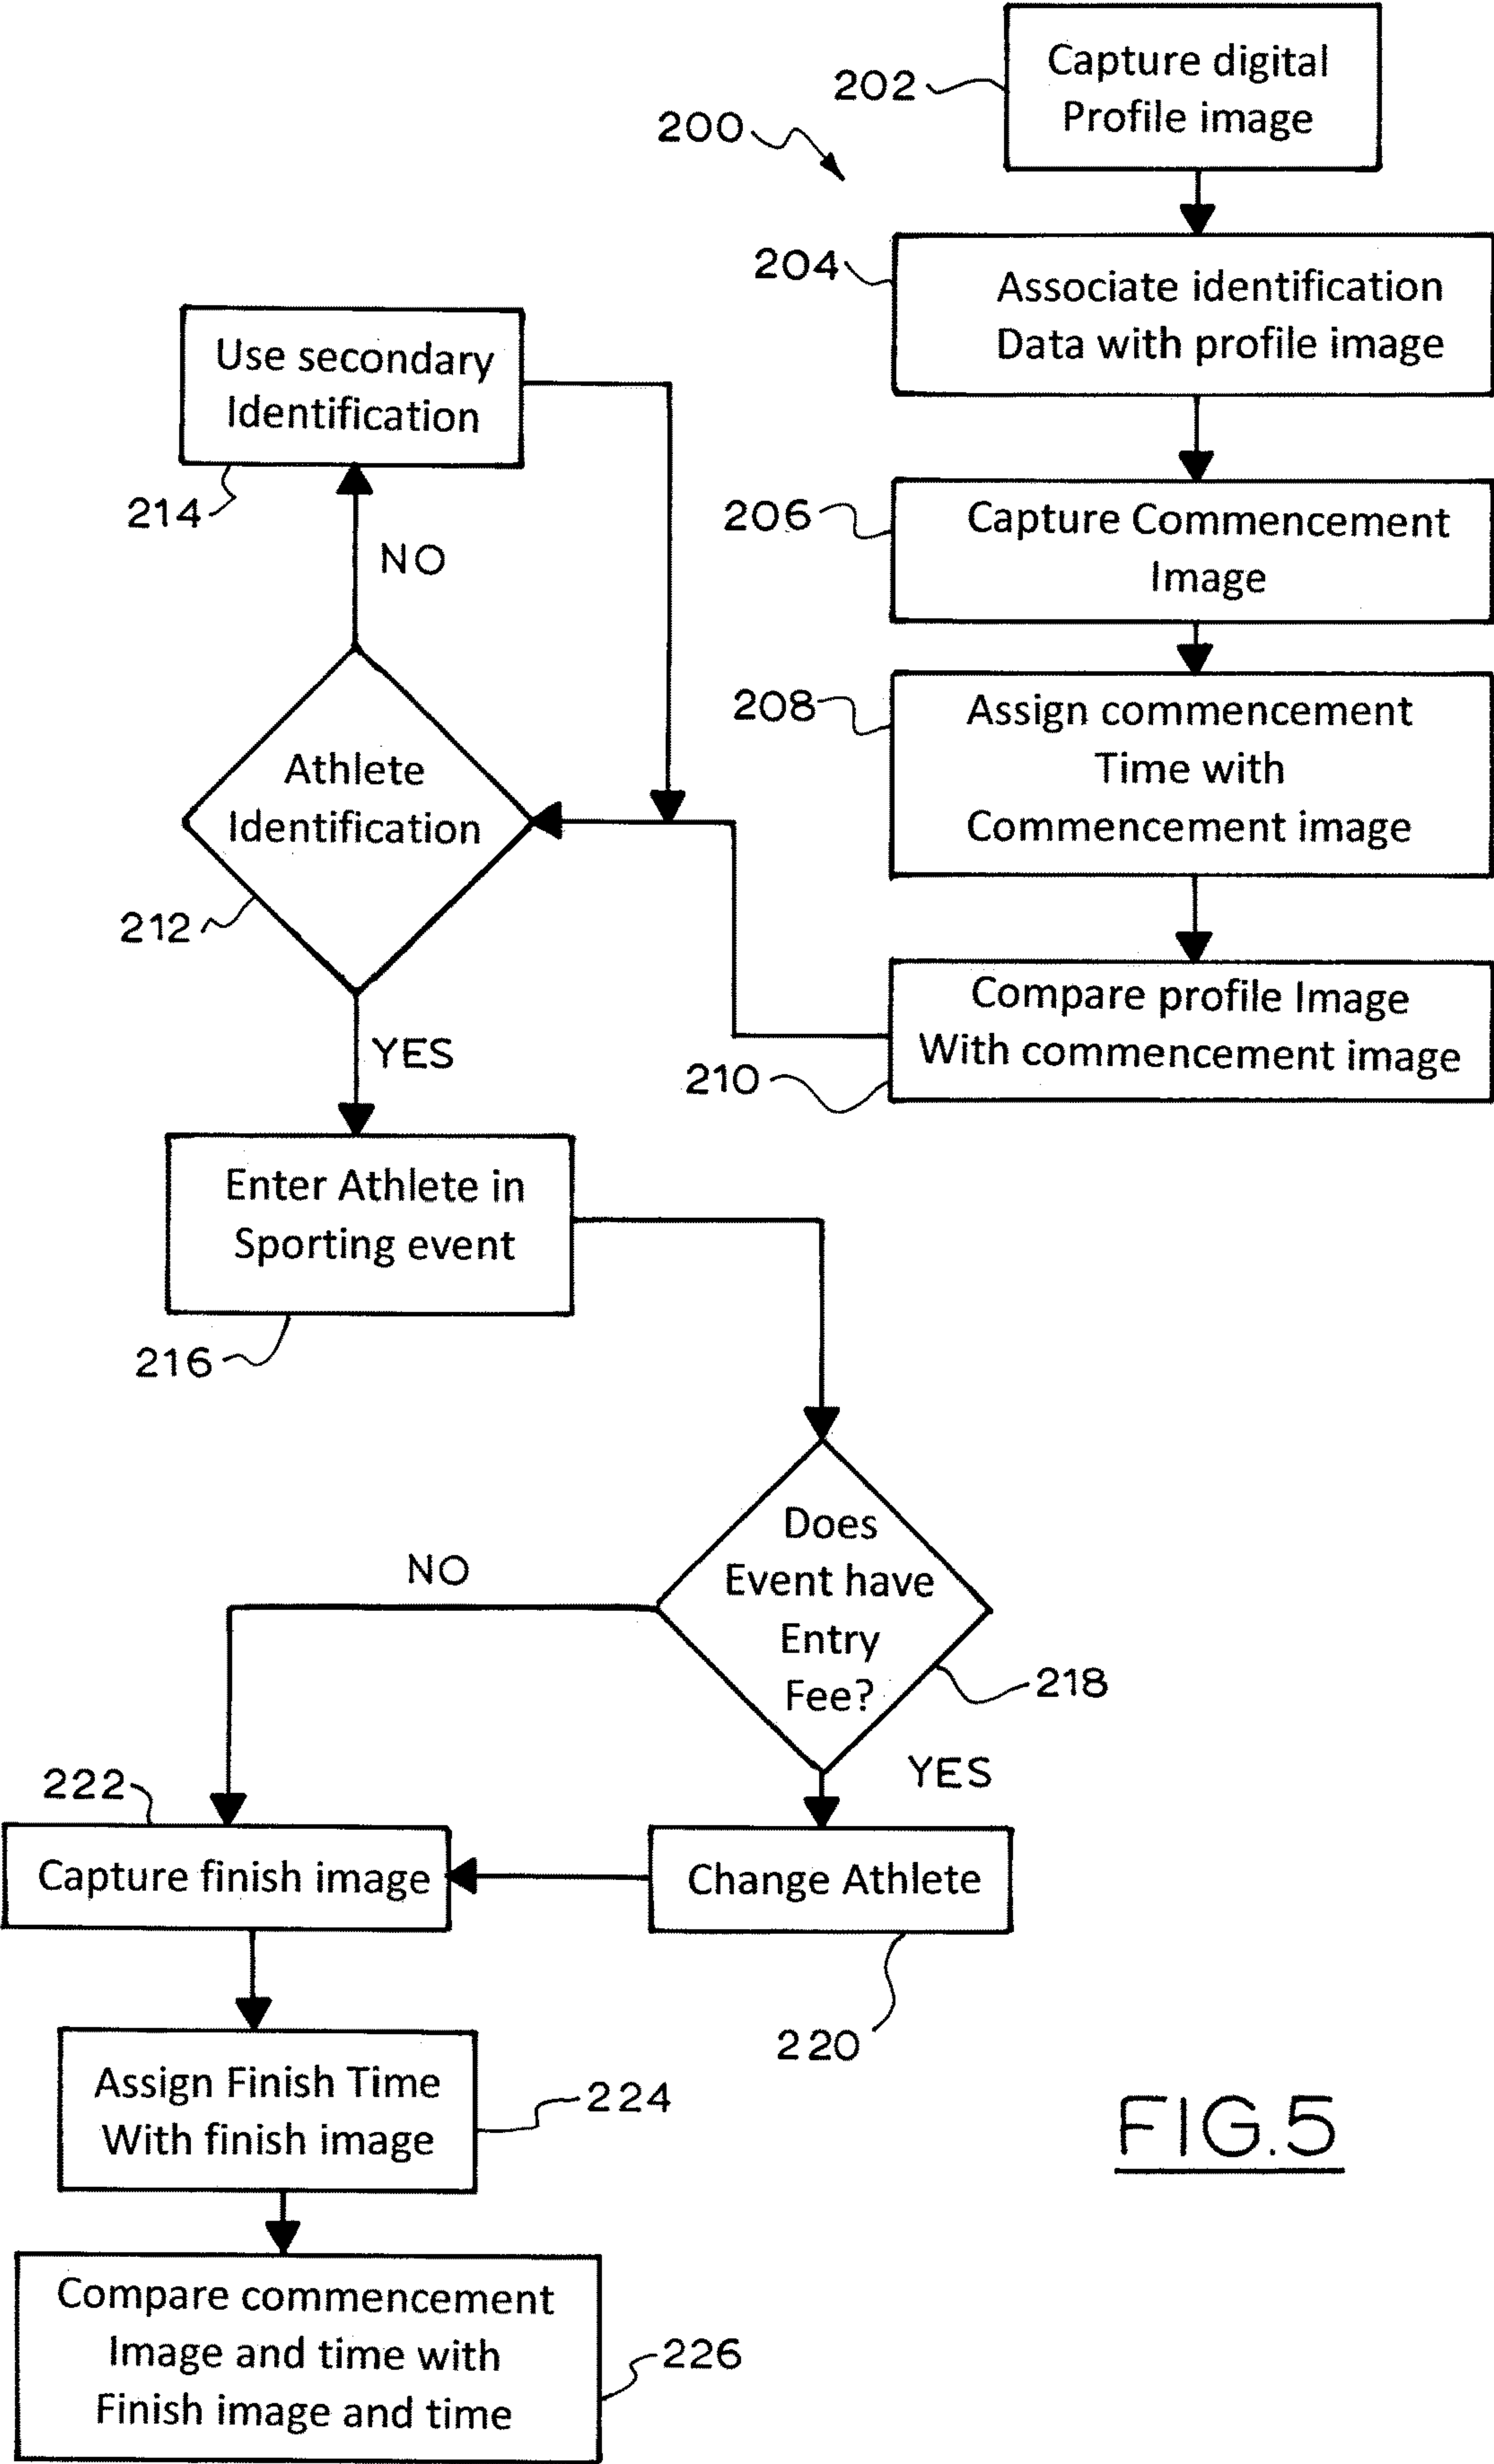 202
Capture digital
Profile image
200
204
Associate identification
Data with profile image
206
Capture Commencement
Image
208
Assign commencement
Time with
Commencement image
210
Compare profile Image
With commencement image
Use secondary
Identification
214
NO
Athlete
Identification
212
YES
Enter Athlete in
Sporting event
216
Does
Event have
Entry
Fee?
218
NO
YES
222
Capture finish image
Change Athlete
220
Assign Finish Time
With finish image
224
Compare commencement
Image and time with
Finish image and time
226
FIG.5